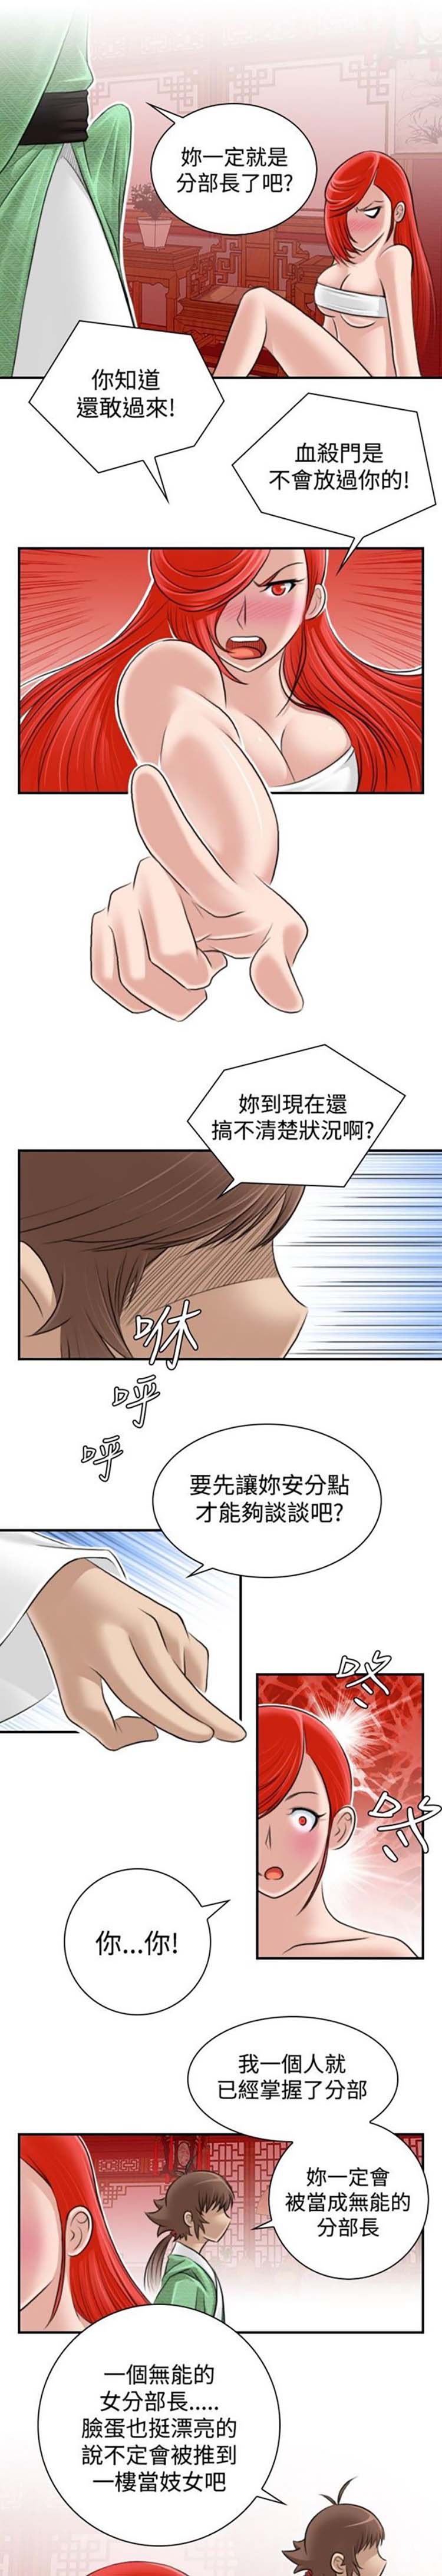 妳一定就是
分部長了吧?
你知道
還敢過來!
血殺門是
不會放過你的!
妳到現在還
搞不清楚狀況啊?
咻
呼
呼
要先讓妳安分點
才能夠談談吧?
咚
咚
你...你!
我一個人就
已經掌握了分部
妳一定會
被當成無能的
分部長
一個無能的
女分部長.....
臉蛋也挺漂亮的
說不定會被推到
一樓當妓女吧